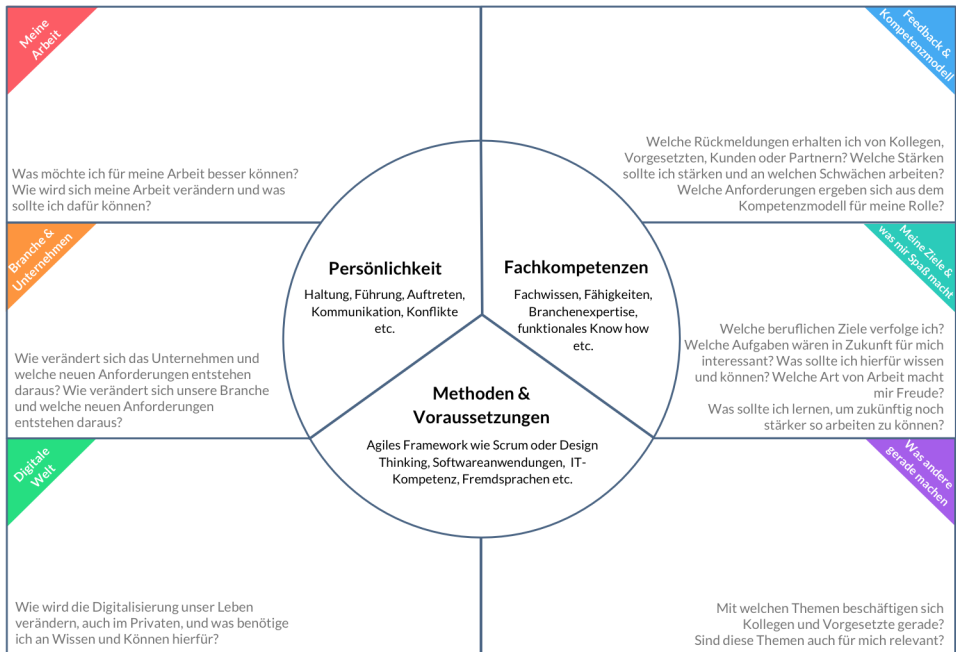 Meine
Arbeit
Was möchte ich für meine Arbeit besser können?
Wie wird sich meine Arbeit verändern und was
sollte ich dafür können?
Feedback &
Kompetenzmodell
Welche Rückmeldungen erhalten ich von Kollegen,
Vorgesetzten, Kunden oder Partnern? Welche Stärken
sollte ich stärken und an welchen Schwächen arbeiten?
Welche Anforderungen ergeben sich aus dem
Kompetenzmodell für meine Rolle?
Branche &
Unternehmen
Wie verändert sich das Unternehmen und
welche neuen Anforderungen entstehen
daraus? Wie verändert sich unsere Branche
und welche neuen Anforderungen
entstehen daraus?
Persönlichkeit
Haltung, Führung, Auftreten,
Kommunikation, Konflikte
etc.
Fachkompetenzen
Fachwissen, Fähigkeiten,
Branchenexpertise,
funktionales Know how
etc.
Methoden &
Voraussetzungen
Agiles Framework wie Scrum oder Design
Thinking, Softwareanwendungen, IT-
Kompetenz, Fremdsprachen etc.
Meine Ziele &
was mir Spaß macht
Welche beruflichen Ziele verfolge ich?
Welche Aufgaben wären in Zukunft für mich
interessant? Was sollte ich hierfür wissen
und können? Welche Art von Arbeit macht
mir Freude?
Was sollte ich lernen, um zukünftig noch
stärker so arbeiten zu können?
Digitale
Welt
Wie wird die Digitalisierung unser Leben
verändern, auch im Privaten, und was benötige
ich an Wissen und Können hierfür?
Was andere
gerade machen
Mit welchen Themen beschäftigen sich
Kollegen und Vorgesetzte gerade?
Sind diese Themen auch für mich relevant?